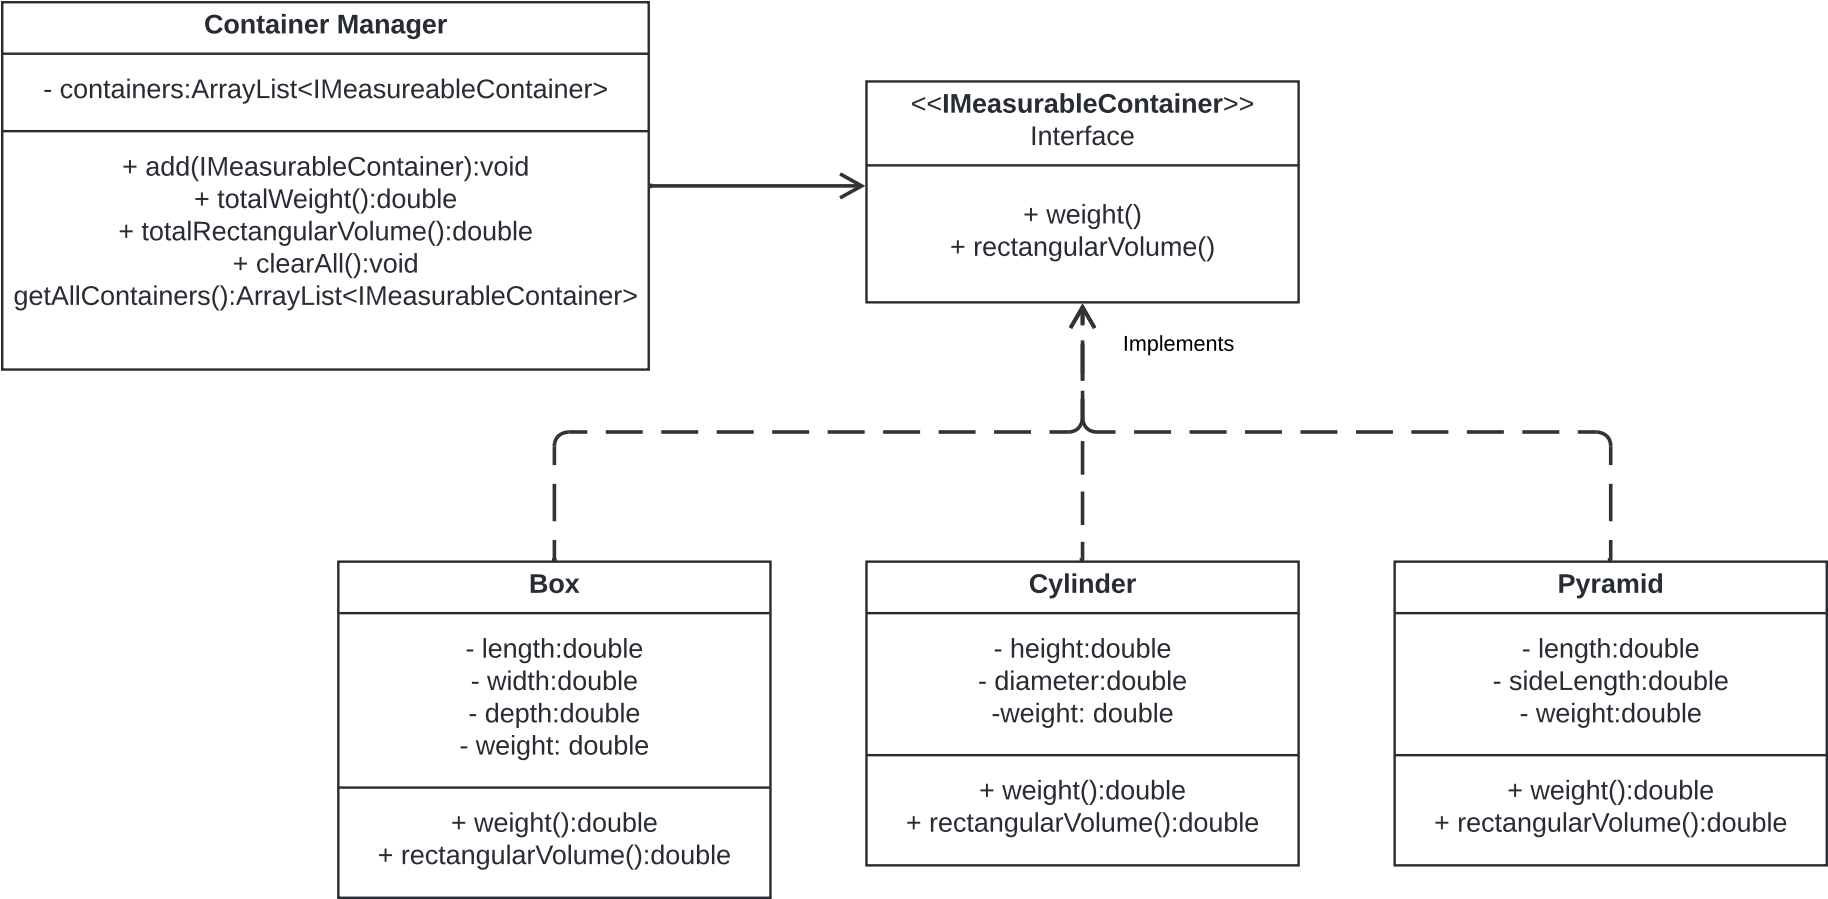 Container Manager
- containers:ArrayList<IMeasureableContainer>
+ add(IMeasurableContainer):void
+ totalWeight():double
+ totalRectangularVolume():double
+ clearAll():void
getAllContainers():ArrayList<IMeasurableContainer>
<<IMeasurableContainer>>
Interface
+ weight()
+ rectangularVolume()
Implements
Box
- length:double
- width:double
- depth:double
- weight: double
+ weight():double
+ rectangularVolume():double
Cylinder
- height:double
- diameter:double
-weight: double
+ weight():double
+ rectangularVolume():double
Pyramid
- length:double
- sideLength:double
- weight:double
+ weight():double
+ rectangularVolume():double